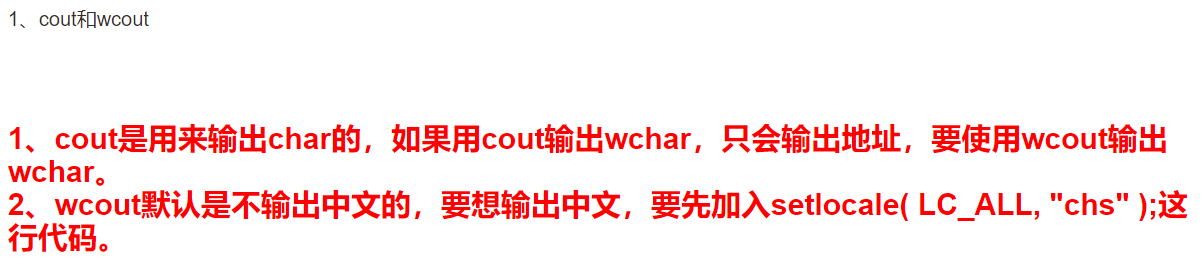 1、cout和wcout
1、cout是用来输出char的，如果用cout输出wchar，只会输出地址，要使用wcout输出
wchar。
2、wcout默认是不输出中文的，要想输出中文，要先加入setlocale( LC_ALL, "chs" );这
行代码。